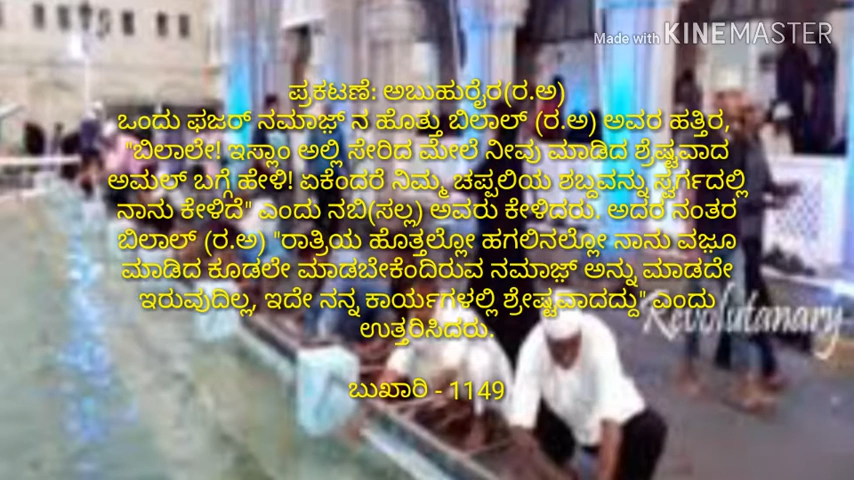 Made with KINEMASTER
ಪ್ರಕಟಣೆ: ಅಬುಹುರೈರ(ರ.ಅ)
ಒಂದು ಫಜರ್ ನಮಾಜ಼್ ನ ಹೊತ್ತು ಬಿಲಾಲ್ (ರ.ಅ) ಅವರ ಹತ್ತಿರ,
"ಬಿಲಾಲೇ! ಇಸ್ಲಾಂ ಅಲ್ಲಿ ಸೇರಿದ ಮೇಲೆ ನೀವು ಮಾಡಿದ ಶ್ರೆಷ್ಟವಾದ
ಅಮಲ್ ಬಗ್ಗೆ ಹೇಳಿ! ಏಕೆಂದರೆ ನಿಮ್ಮ ಚಪ್ಪಲಿಯ ಶಬ್ದವನ್ನು ಸ್ವರ್ಗದಲ್ಲಿ
ನಾನು ಕೇಳಿದೆ" ಎಂದು ನಬಿ(ಸಲ್ಲ) ಅವರು ಕೇಳಿದರು. ಅದರ ನಂತರ
ಬಿಲಾಲ್ (ರ.ಅ) "ರಾತ್ರಿಯ ಹೊತ್ತಲ್ಲೋ ಹಗಲಿನಲ್ಲೋ ನಾನು ವಜ಼ೂ
ಮಾಡಿದ ಕೂಡಲೇ ಮಾಡಬೇಕೆಂದಿರುವ ನಮಾಜ಼್ ಅನ್ನು ಮಾಡದೇ
ಇರುವುದಿಲ್ಲ, ಇದೇ ನನ್ನ ಕಾರ್ಯಗಳಲ್ಲಿ ಶ್ರೇಷ್ಟವಾದದ್ದು" ಎಂದು
ಉತ್ತರಿಸಿದರು.
Revolutanary
ಬುಖಾರಿ - 1149